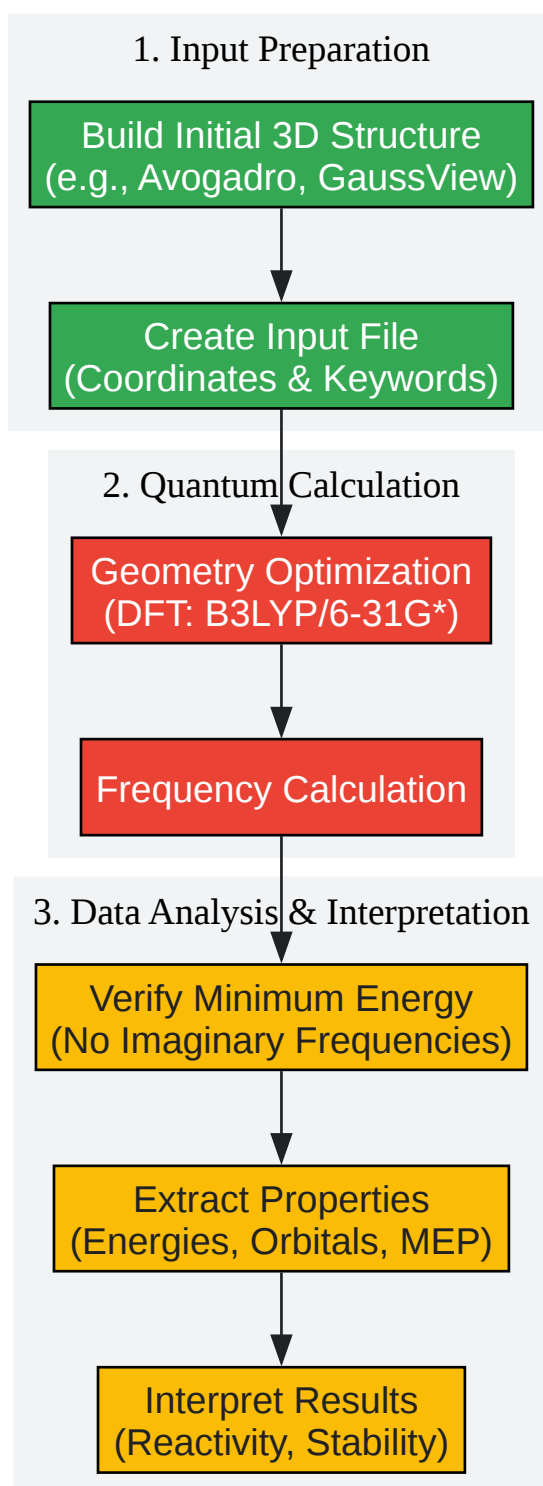 1. Input Preparation
Build Initial 3D Structure
(e.g., Avogadro, GaussView)
Create Input File
(Coordinates & Keywords)
2. Quantum Calculation
Geometry Optimization
(DFT: B3LYP/6-31G*)
Frequency Calculation
3. Data Analysis & Interpretation
Verify Minimum Energy
(No Imaginary Frequencies)
Extract Properties
(Energies, Orbitals, MEP)
Interpret Results
(Reactivity, Stability)